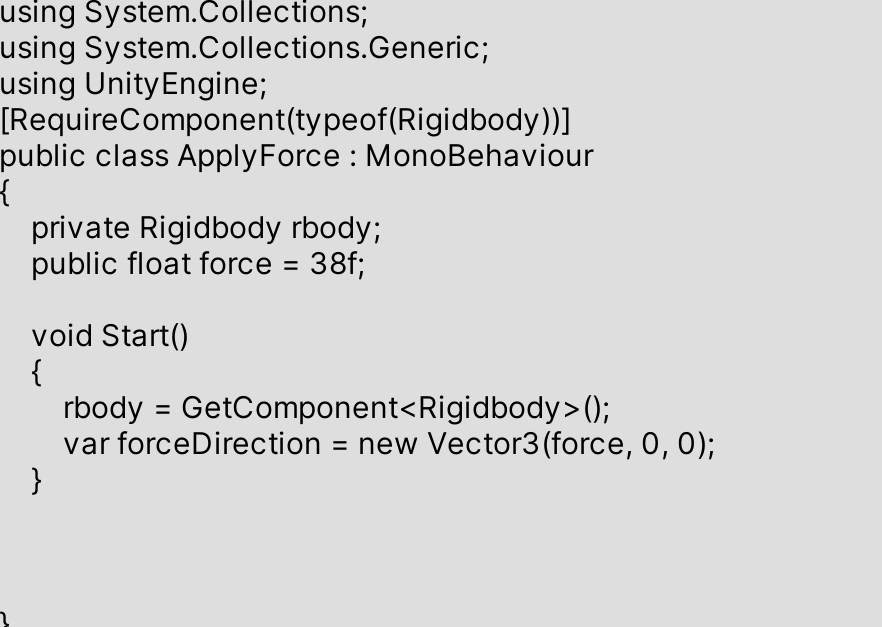 using System.Collections;
using System.Collections.Generic;
using UnityEngine;
[RequireComponent(typeof(Rigidbody))]
public class ApplyForce : MonoBehaviour
{
    private Rigidbody rbody;
    public float force = 38f;

    void Start()
    {
        rbody = GetComponent<Rigidbody>();
        var forceDirection = new Vector3(force, 0, 0);
    }
}